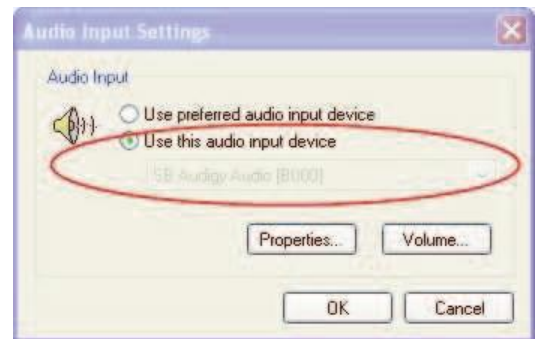 Audio Input Settings
Audio Input
Use preferred audio input device
Use this audio input device
SB Audigy Audio [B000]
Properties... Volume...
OK Cancel